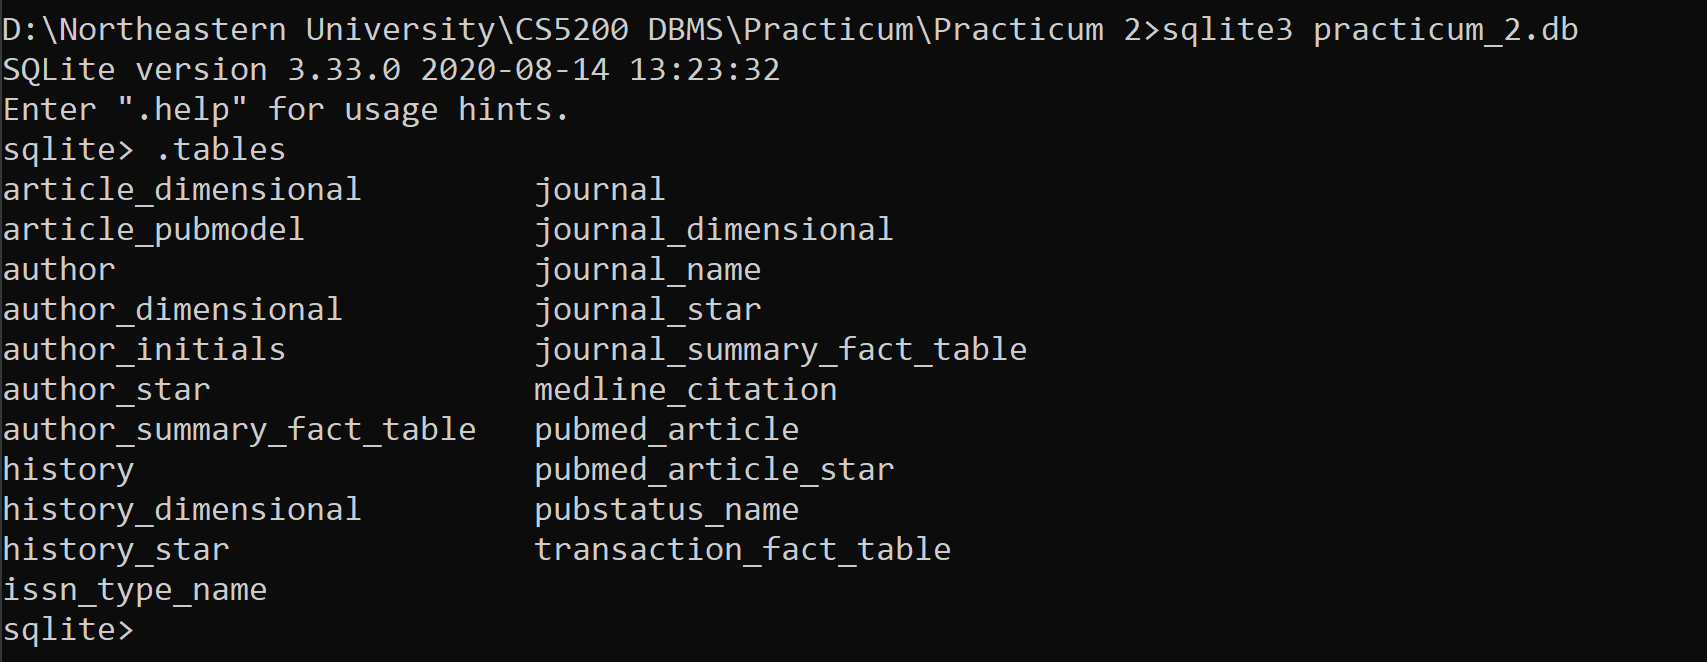 D:\Northeastern University\CS5200 DBMS\Practicum\Practicum 2>sqlite3 practicum_2.db
SQLite version 3.33.0 2020-08-14 13:23:32
Enter ".help" for usage hints.
sqlite> .tables
article_dimensional         journal
article_pubmodel            journal_dimensional
author                      journal_name
author_dimensional          journal_star
author_initials             journal_summary_fact_table
author_star                 medline_citation
author_summary_fact_table   pubmed_article
history                     pubmed_article_star
history_dimensional         pubstatus_name
history_star                transaction_fact_table
issn_type_name
sqlite>